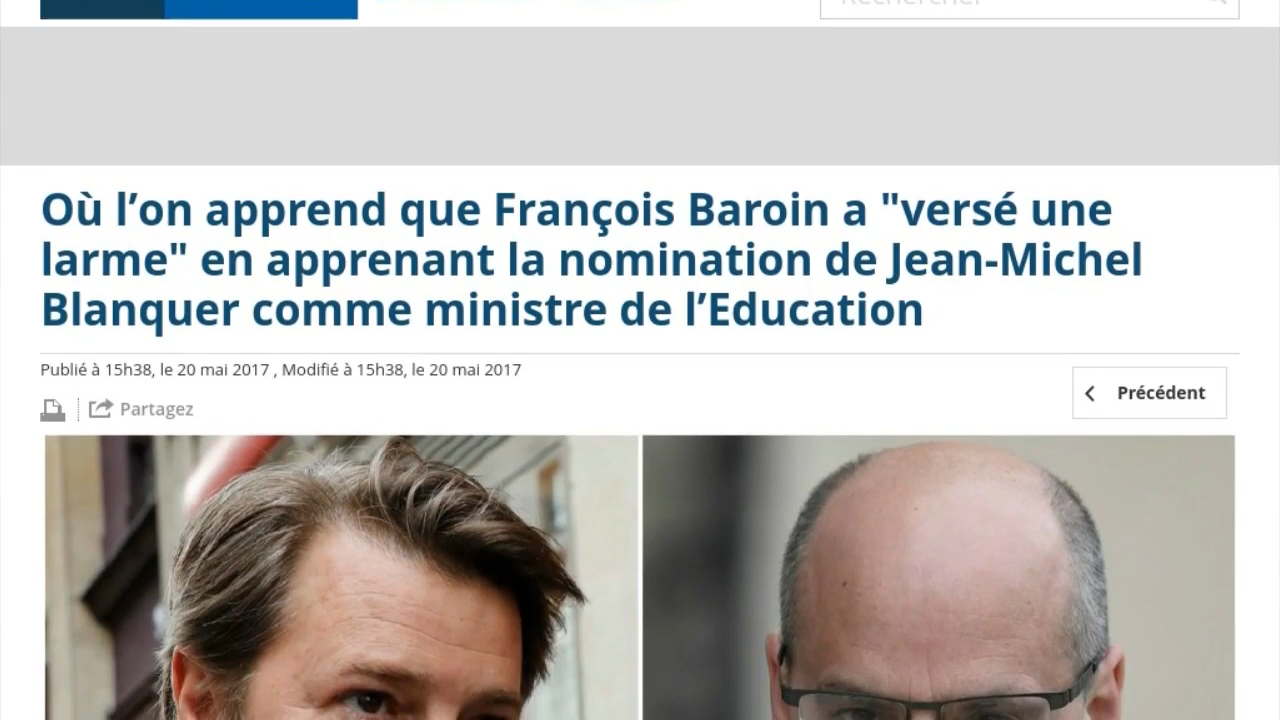 Rechercher
Où l’on apprend que François Baroin a "versé une
larme" en apprenant la nomination de Jean-Michel
Blanquer comme ministre de l’Education
Publié à 15h38, le 20 mai 2017 , Modifié à 15h38, le 20 mai 2017
Précédent
Partagez